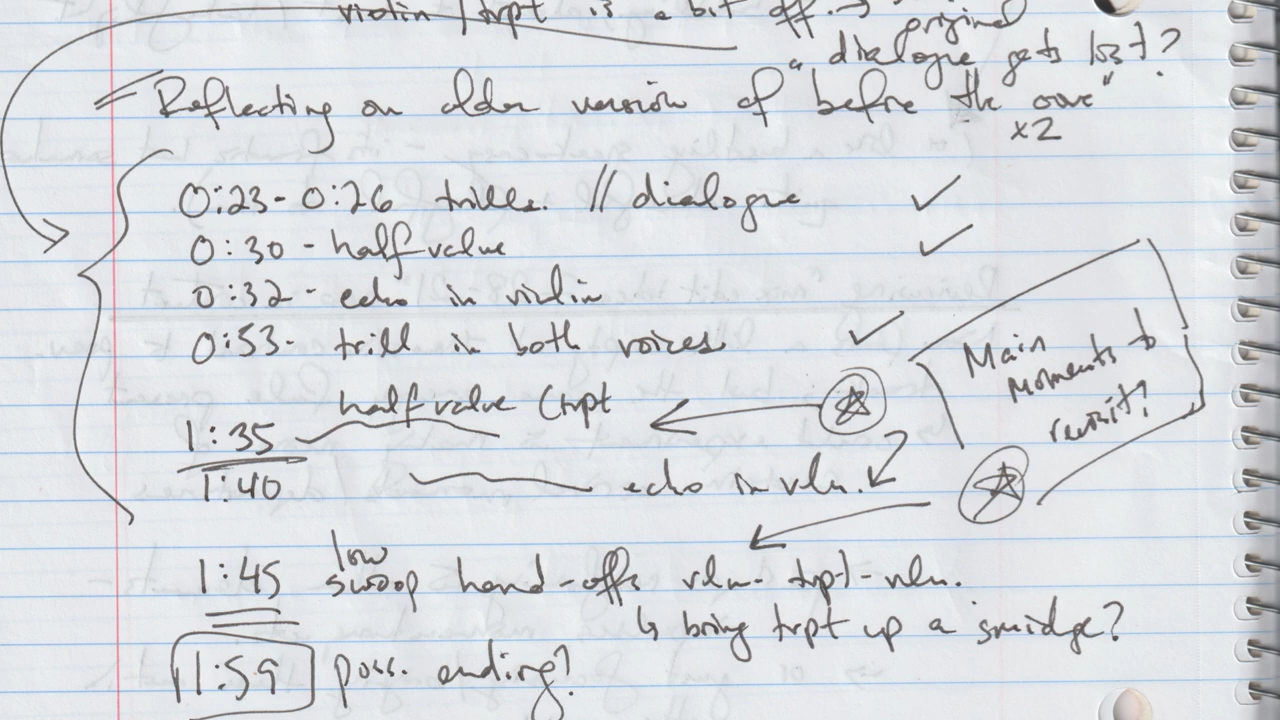 violin / trpt is a bit off. → original
dialogue gets lost?
Reflecting on older version of "before the cave"
x2
0:23-0:26 trills. // dialogue ✓
0:30 - half valve ✓
0:32 - echo in violin
0:53 - trill in both voices ✓
half valve (trpt
1:35
1:40 echo in vln.
Main
Moments to
revisit?
1:45 low
swoop hand-offs vln-trpt-vln.
↳ bring trpt up a smidge?
1:59 poss. ending?